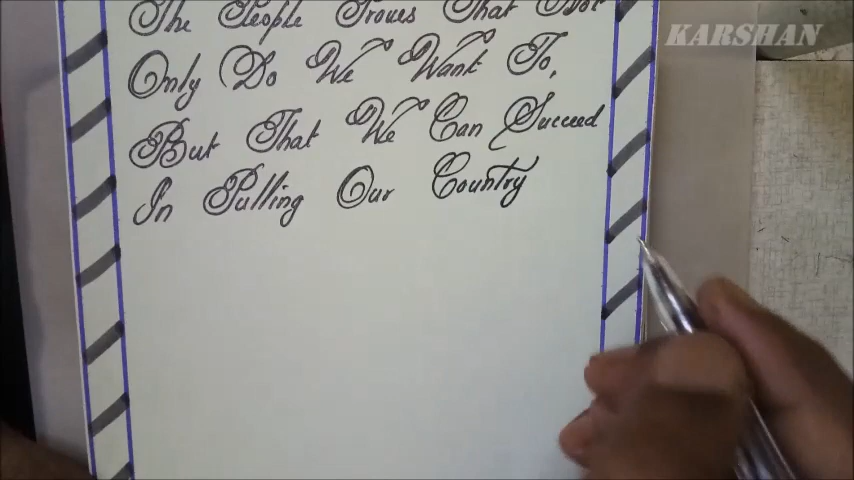 The People Proves That Not
Only Do We Want To,
But That We Can Succeed
In Pulling Our Country
KARSHAN